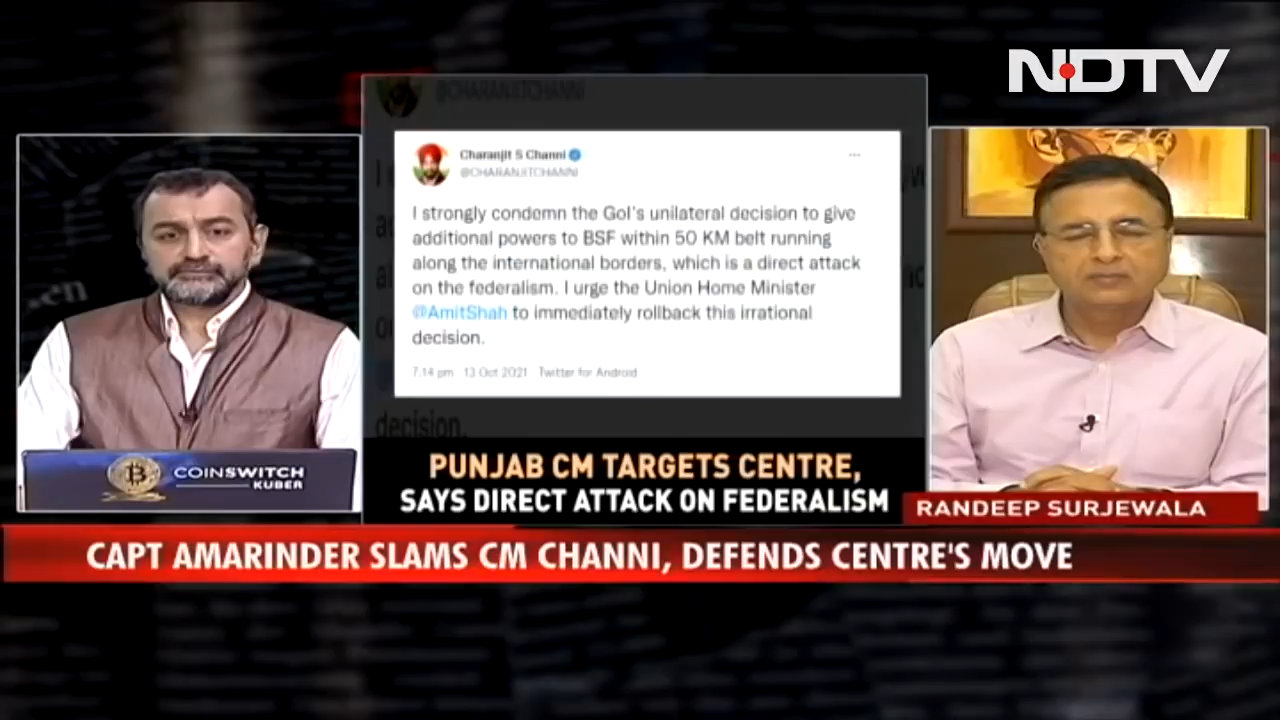 NDTV
@CHARANJITCHANNI
Charanjit S Channi
@CHARANJITCHANNI
I strongly condemn the GoI's unilateral decision to give
additional powers to BSF within 50 KM belt running
along the international borders, which is a direct attack
on the federalism. I urge the Union Home Minister
@AmitShah to immediately rollback this irrational
decision.
7:14 pm 13 Oct 2021 Twitter for Android
decision.
COINSWITCH
KUBER
PUNJAB CM TARGETS CENTRE,
SAYS DIRECT ATTACK ON FEDERALISM
RANDEEP SURJEWALA
CAPT AMARINDER SLAMS CM CHANNI, DEFENDS CENTRE'S MOVE